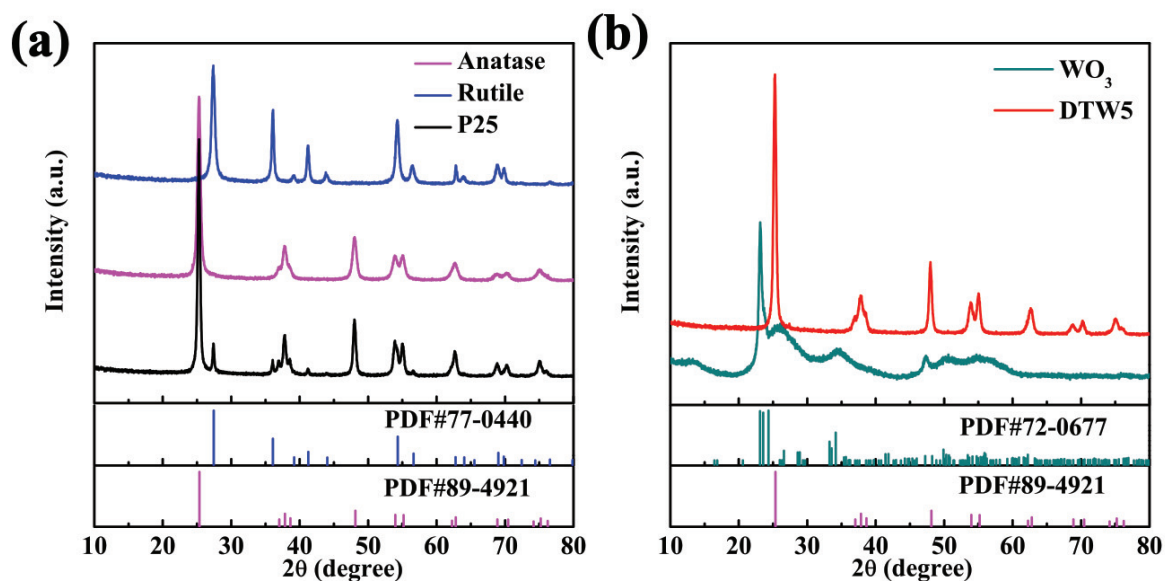 (a)
Anatase
Rutile
P25
Intensity (a.u.)
PDF#77-0440
PDF#89-4921
10 20 30 40 50 60 70 80
2θ (degree)
(b)
WO₃
DTW5
Intensity (a.u.)
PDF#72-0677
PDF#89-4921
10 20 30 40 50 60 70 80
2θ (degree)